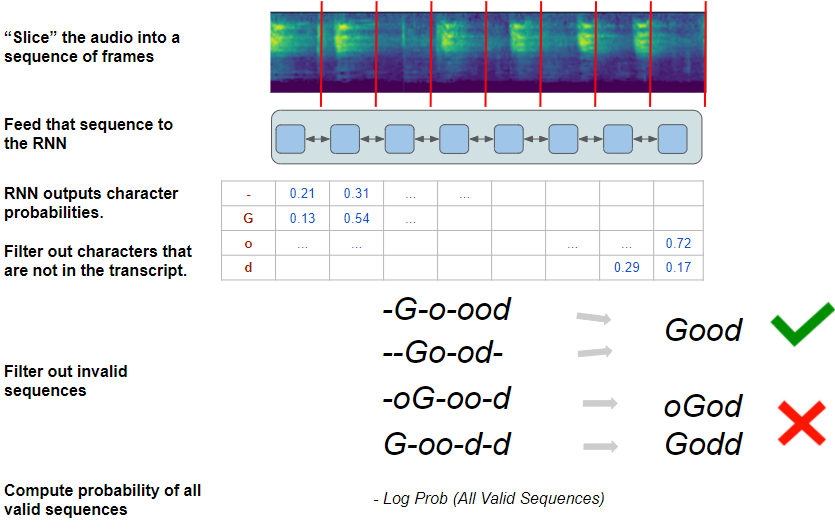 “Slice” the audio into a
sequence of frames
Feed that sequence to
the RNN
RNN outputs character
probabilities.
- 0.21 0.31 ... ...
G 0.13 0.54 ...
Filter out characters that
are not in the transcript.
o ... ... ... ... 0.72
d 0.29 0.17
Filter out invalid
sequences
-G-o-ood
--Go-od-
Good
-oG-oo-d oGod
G-oo-d-d Godd
Compute probability of all
valid sequences
- Log Prob (All Valid Sequences)